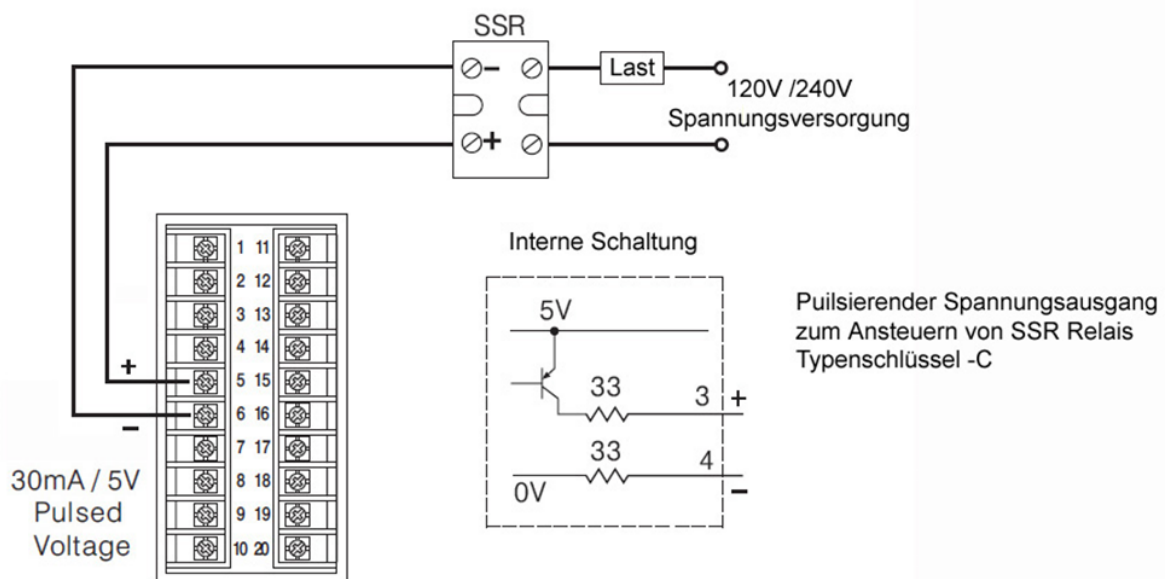 SSR
−
Last
120V /240V
Spannungsversorgung
+
Interne Schaltung
5V
33
3 +
33
4
0V
−
Puilsierender Spannungsausgang
zum Ansteuern von SSR Relais
Typenschlüssel -C
1 11
2 12
3 13
4 14
+
5 15
6 16
−
7 17
8 18
9 19
10 20
30mA / 5V
Pulsed
Voltage